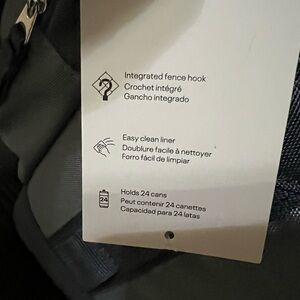 Integrated fence hook
Crochet intégré
Gancho integrado
Easy clean liner
Doublure facile à nettoyer
Forro fácil de limpiar
24
Holds 24 cans
Peut contenir 24 canettes
Capacidad para 24 latas